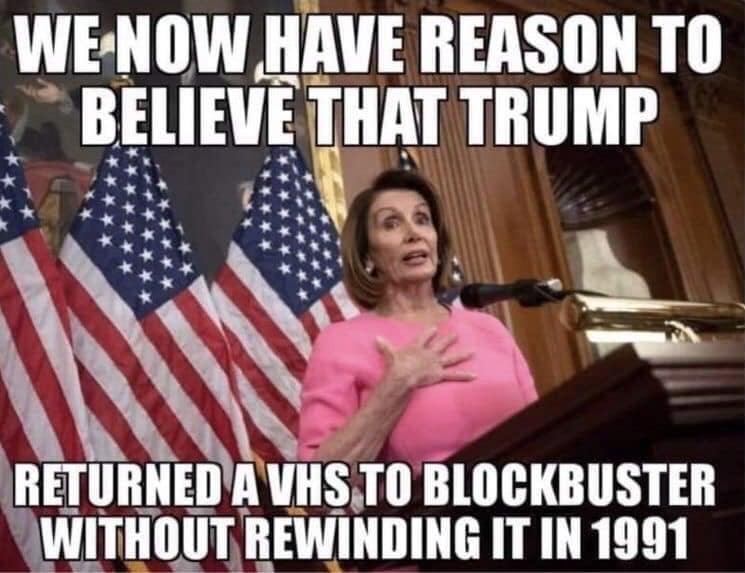 WE NOW HAVE REASON TO
BELIEVE THAT TRUMP
RETURNED A VHS TO BLOCKBUSTER
WITHOUT REWINDING IT IN 1991